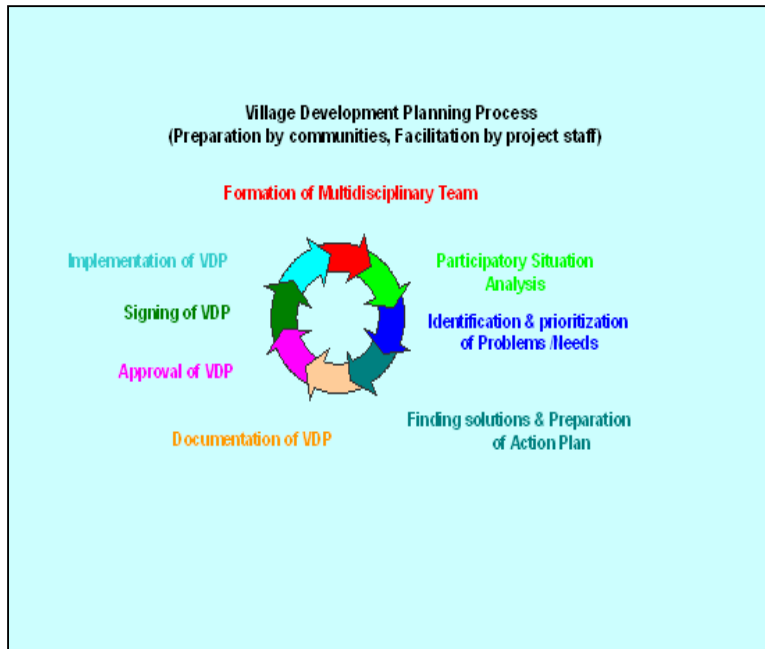 Village Development Planning Process
(Preparation by communities, Facilitation by project staff)
Formation of Multidisciplinary Team
Participatory Situation
Analysis
Identification & prioritization
of Problems /Needs
Finding solutions & Preparation
of Action Plan
Documentation of VDP
Approval of VDP
Signing of VDP
Implementation of VDP